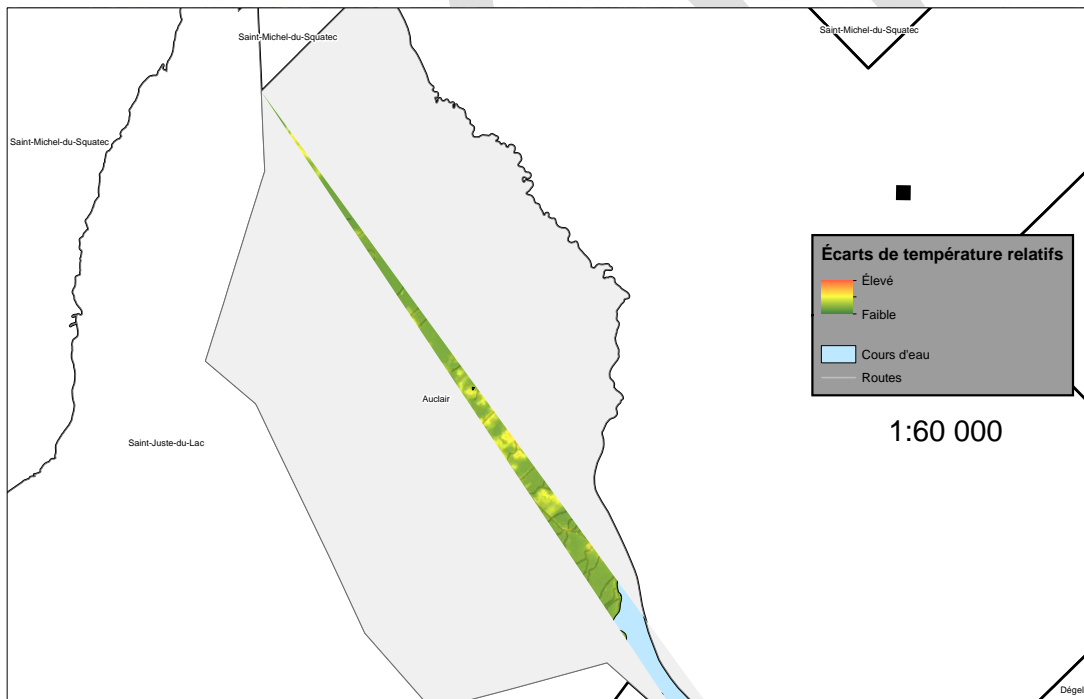 Saint-Michel-du-Squatec
Saint-Michel-du-Squatec
Saint-Michel-du-Squatec
Écarts de température relatifs
Élevé
Faible
Cours d'eau
Routes
1:60 000
Auclair
Saint-Juste-du-Lac
Dégel